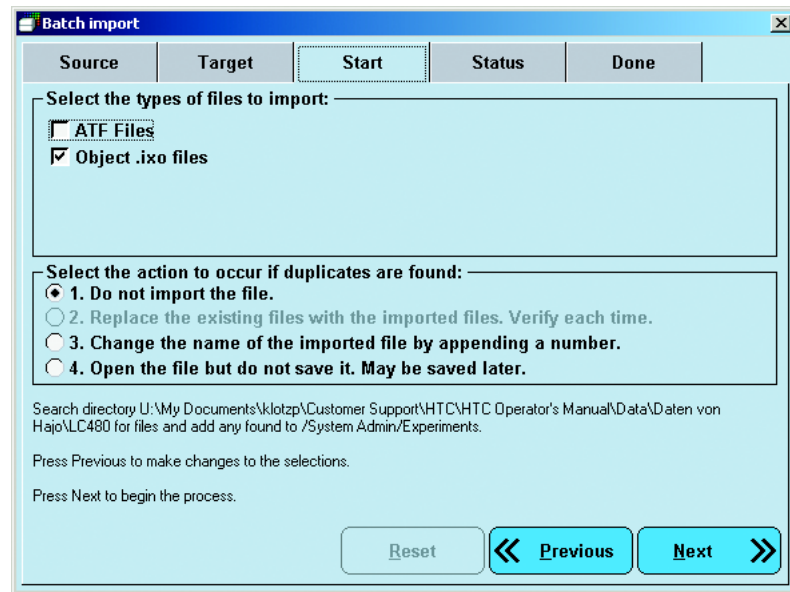 Batch import
Source Target Start Status Done
Select the types of files to import:
ATF Files
Object .ixo files
Select the action to occur if duplicates are found:
1. Do not import the file.
2. Replace the existing files with the imported files. Verify each time.
3. Change the name of the imported file by appending a number.
4. Open the file but do not save it. May be saved later.
Search directory U:\My Documents\klotzp\Customer Support\HTC\HTC Operator's Manual\Data\Daten von
Hajo\LC480 for files and add any found to /System Admin/Experiments.
Press Previous to make changes to the selections.
Press Next to begin the process.
Reset Previous Next